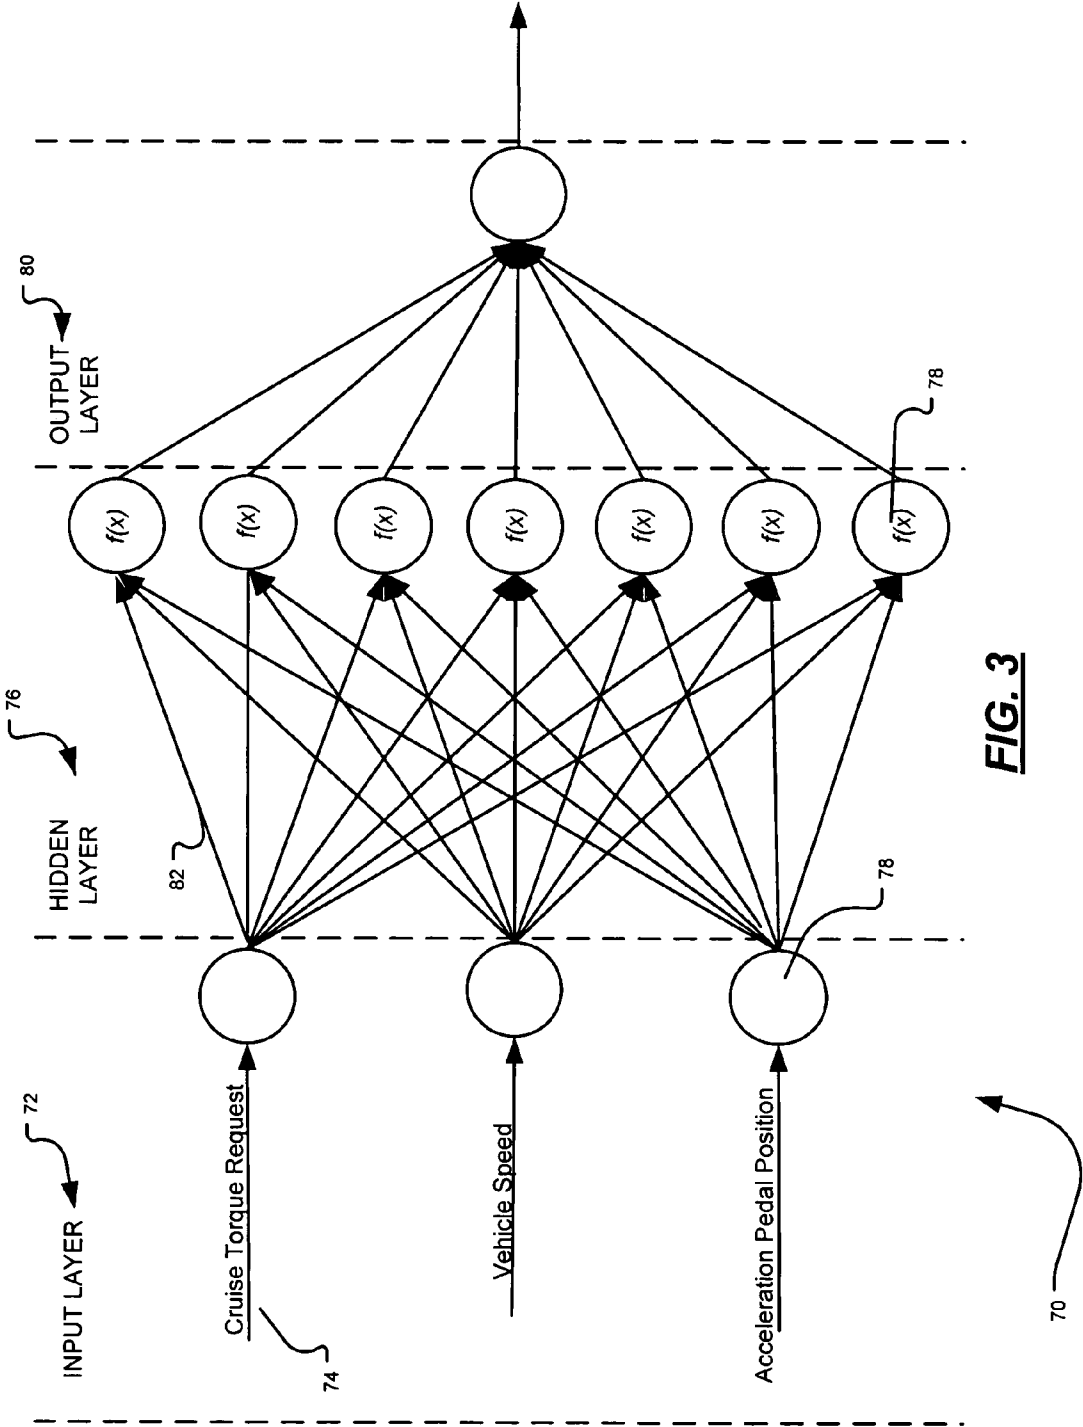 72
INPUT LAYER
76
HIDDEN
LAYER
80
OUTPUT
LAYER
74
Cruise Torque Request
82
f(x)
f(x)
f(x)
Vehicle Speed
f(x)
f(x)
f(x)
Acceleration Pedal Position
78
f(x)
78
70
FIG. 3